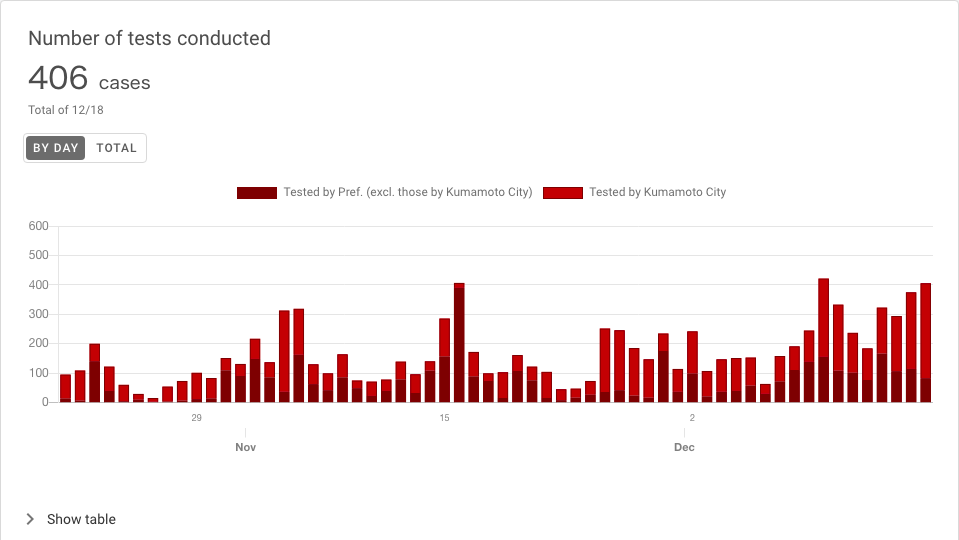 Number of tests conducted
406 cases
Total of 12/18
BY DAY TOTAL
Tested by Pref. (excl. those by Kumamoto City) Tested by Kumamoto City
600
500
400
300
200
100
0
29 15 2
Nov Dec
Show table